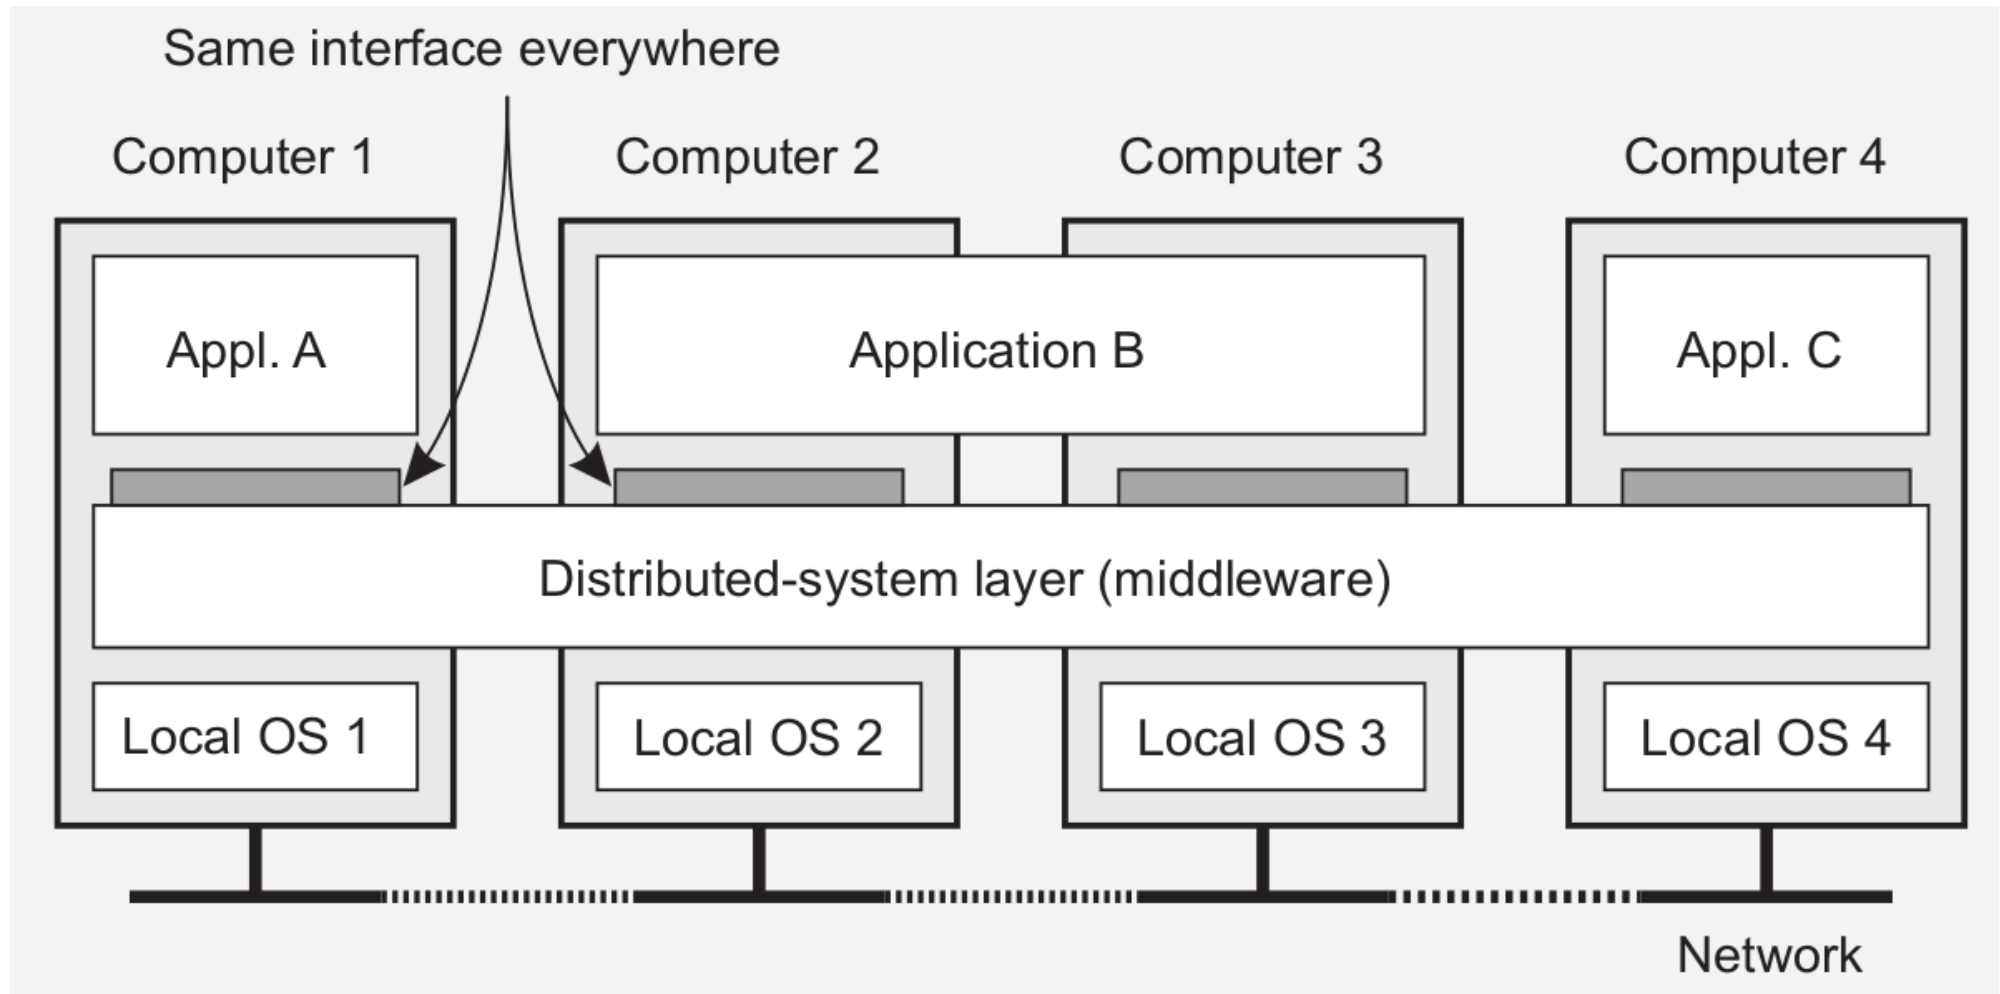 Same interface everywhere
Computer 1
Computer 2
Computer 3
Computer 4
Appl. A
Application B
Appl. C
Distributed-system layer (middleware)
Local OS 1
Local OS 2
Local OS 3
Local OS 4
Network